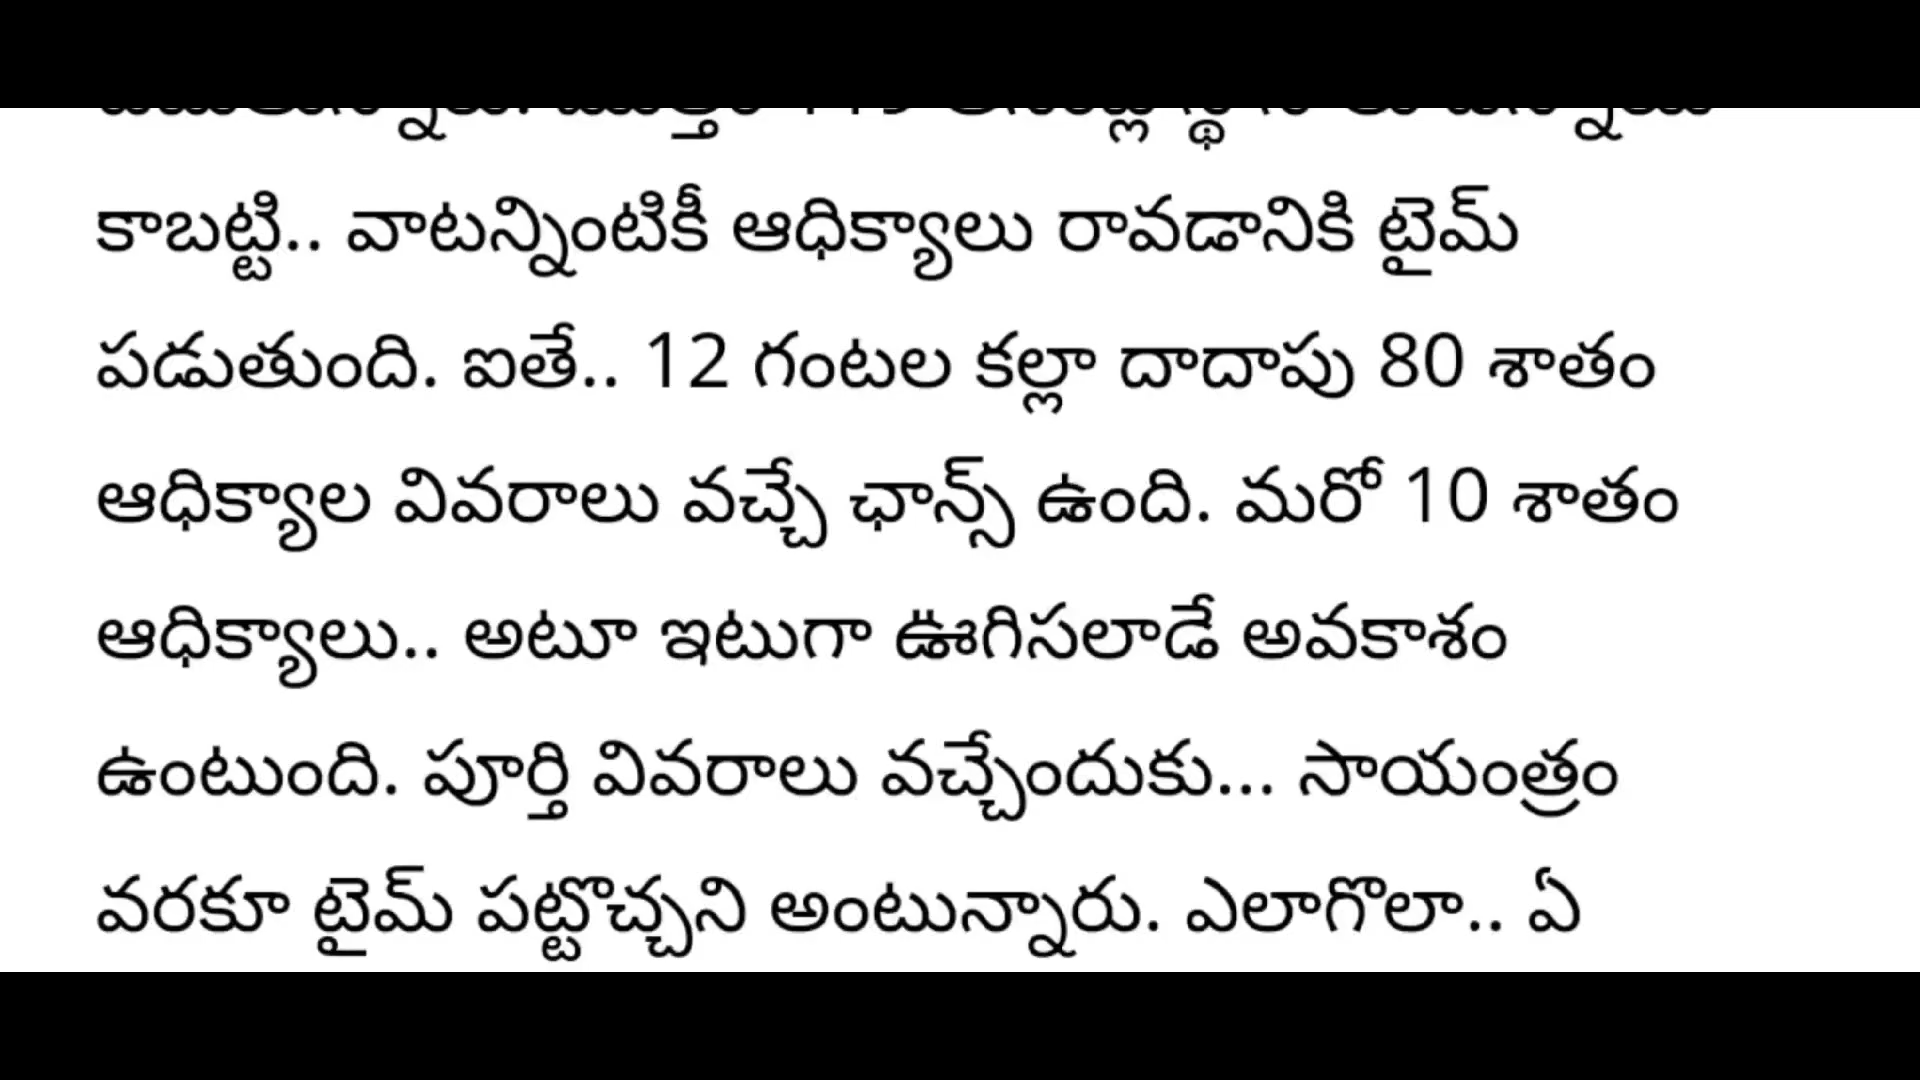 కాబట్టి.. వాటన్నింటికీ ఆధిక్యాలు రావడానికి టైమ్
పడుతుంది. ఐతే.. 12 గంటల కల్లా దాదాపు 80 శాతం
ఆధిక్యాల వివరాలు వచ్చే ఛాన్స్ ఉంది. మరో 10 శాతం
ఆధిక్యాలు.. అటూ ఇటుగా ఊగిసలాడే అవకాశం
ఉంటుంది. పూర్తి వివరాలు వచ్చేందుకు... సాయంత్రం
వరకూ టైమ్ పట్టొచ్చని అంటున్నారు. ఎలాగొలా.. ఏ